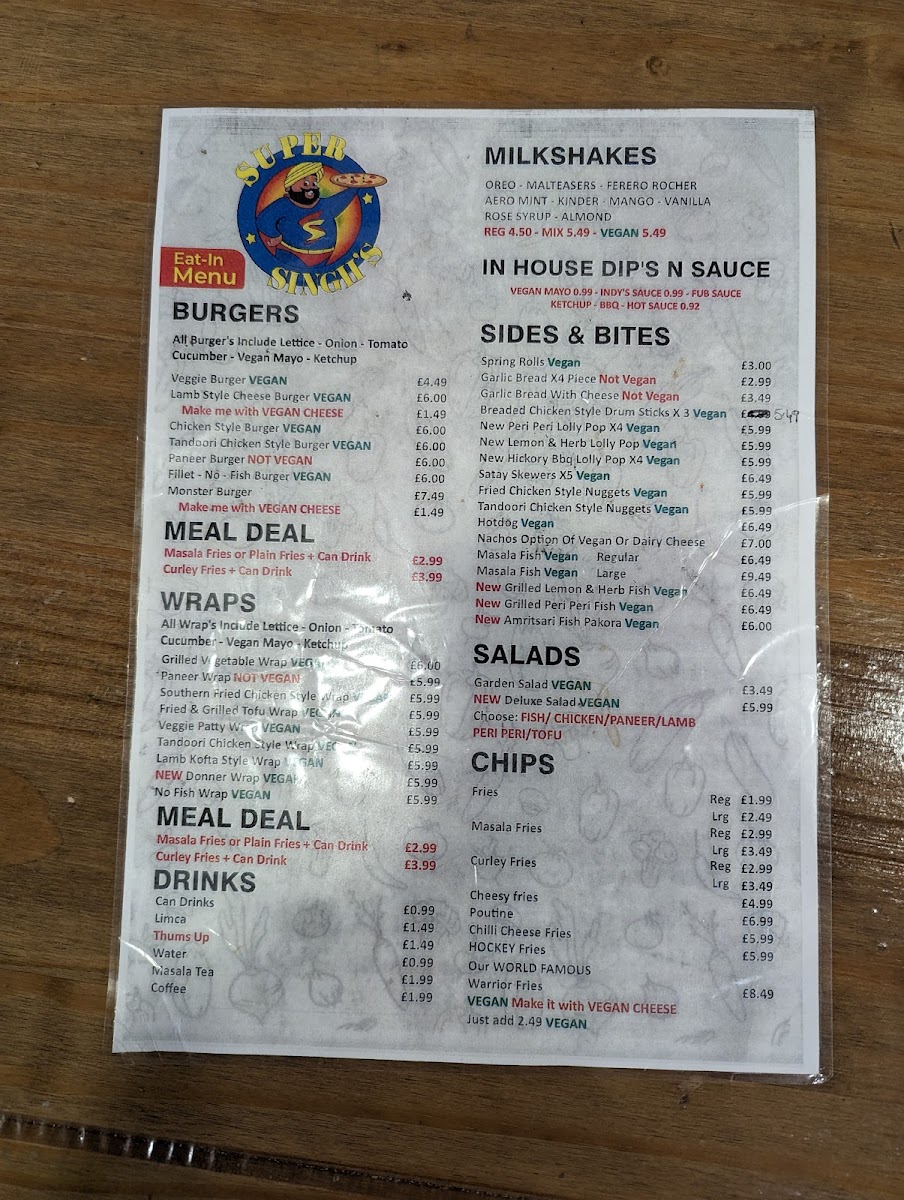 SUPER
SINGH'S
S
Eat-In
Menu
BURGERS
All Burger's Include Lettice - Onion - Tomato
Cucumber - Vegan Mayo - Ketchup
Veggie Burger VEGAN £4.49
Lamb Style Cheese Burger VEGAN £6.00
Make me with VEGAN CHEESE £1.49
Chicken Style Burger VEGAN £6.00
Tandoori Chicken Style Burger VEGAN £6.00
Paneer Burger NOT VEGAN £6.00
Fillet - No - Fish Burger VEGAN £6.00
Monster Burger £7.49
Make me with VEGAN CHEESE £1.49
MEAL DEAL
Masala Fries or Plain Fries + Can Drink £2.99
Curley Fries + Can Drink £3.99
WRAPS
All Wrap's Include Lettice - Onion - Tomato
Cucumber - Vegan Mayo - Ketchup
Grilled Vegetable Wrap VEGAN £6.00
Paneer Wrap NOT VEGAN £5.99
Southern Fried Chicken Style Wrap VEGAN £5.99
Fried & Grilled Tofu Wrap VEGAN £5.99
Veggie Patty Wrap VEGAN £5.99
Tandoori Chicken Style Wrap VEGAN £5.99
Lamb Kofta Style Wrap VEGAN £5.99
NEW Donner Wrap VEGAN £5.99
No Fish Wrap VEGAN £5.99
MEAL DEAL
Masala Fries or Plain Fries + Can Drink £2.99
Curley Fries + Can Drink £3.99
DRINKS
Can Drinks £0.99
Limca £1.49
Thums Up £1.49
Water £0.99
Masala Tea £1.99
Coffee £1.99
MILKSHAKES
OREO - MALTEASERS - FERERO ROCHER
AERO MINT - KINDER - MANGO - VANILLA
ROSE SYRUP - ALMOND
REG 4.50 - MIX 5.49 - VEGAN 5.49
IN HOUSE DIP'S N SAUCE
VEGAN MAYO 0.99 - INDY'S SAUCE 0.99 - FUB SAUCE
KETCHUP - BBQ - HOT SAUCE 0.92
SIDES & BITES
Spring Rolls Vegan £3.00
Garlic Bread X4 Piece Not Vegan £2.99
Garlic Bread With Cheese Not Vegan £3.49
Breaded Chicken Style Drum Sticks X 3 Vegan 5.49
New Peri Peri Lolly Pop X4 Vegan £5.99
New Lemon & Herb Lolly Pop Vegan £5.99
New Hickory Bbq Lolly Pop X4 Vegan £5.99
Satay Skewers X5 Vegan £6.49
Fried Chicken Style Nuggets Vegan £5.99
Tandoori Chicken Style Nuggets Vegan £5.99
Hotdog Vegan £6.49
Nachos Option Of Vegan Or Dairy Cheese £7.00
Masala Fish Vegan Regular £6.49
Masala Fish Vegan Large £9.49
New Grilled Lemon & Herb Fish Vegan £6.49
New Grilled Peri Peri Fish Vegan £6.49
New Amritsari Fish Pakora Vegan £6.00
SALADS
Garden Salad VEGAN £3.49
NEW Deluxe Salad VEGAN £5.99
Choose: FISH/ CHICKEN/PANEER/LAMB
PERI PERI/TOFU
CHIPS
Fries Reg £1.99
Lrg £2.49
Masala Fries Reg £2.99
Lrg £3.49
Curley Fries Reg £2.99
Lrg £3.49
Cheesy fries £4.99
Poutine £6.99
Chilli Cheese Fries £5.99
HOCKEY Fries £5.99
Our WORLD FAMOUS
Warrior Fries £8.49
VEGAN Make it with VEGAN CHEESE
Just add 2.49 VEGAN